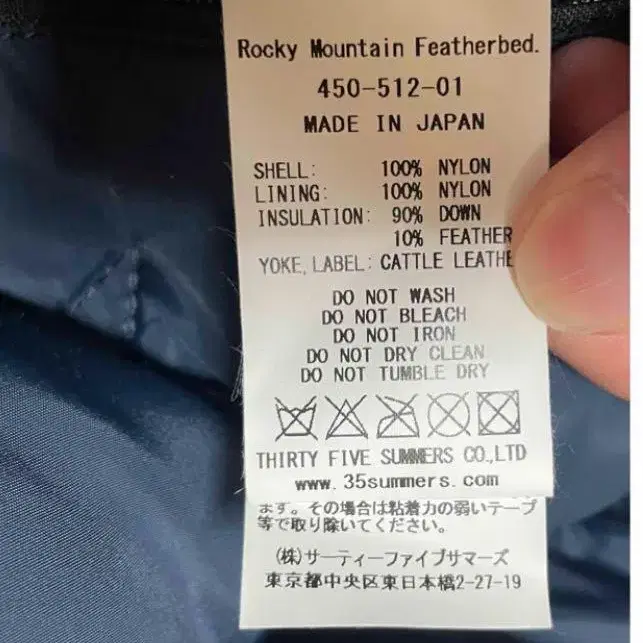 Rocky Mountain Featherbed.
450-512-01
MADE IN JAPAN
SHELL: 100% NYLON
LINING: 100% NYLON
INSULATION: 90% DOWN
10% FEATHER
YOKE, LABEL: CATTLE LEATHE
DO NOT WASH
DO NOT BLEACH
DO NOT IRON
DO NOT DRY CLEAN
DO NOT TUMBLE DRY
THIRTY FIVE SUMMERS CO.,LTD
www.35summers.com
ます。その場合は粘着力の弱いテープ
等で取り除いてください。
(株)サーティーファイブサマーズ
東京都中央区東日本橋2-27-19